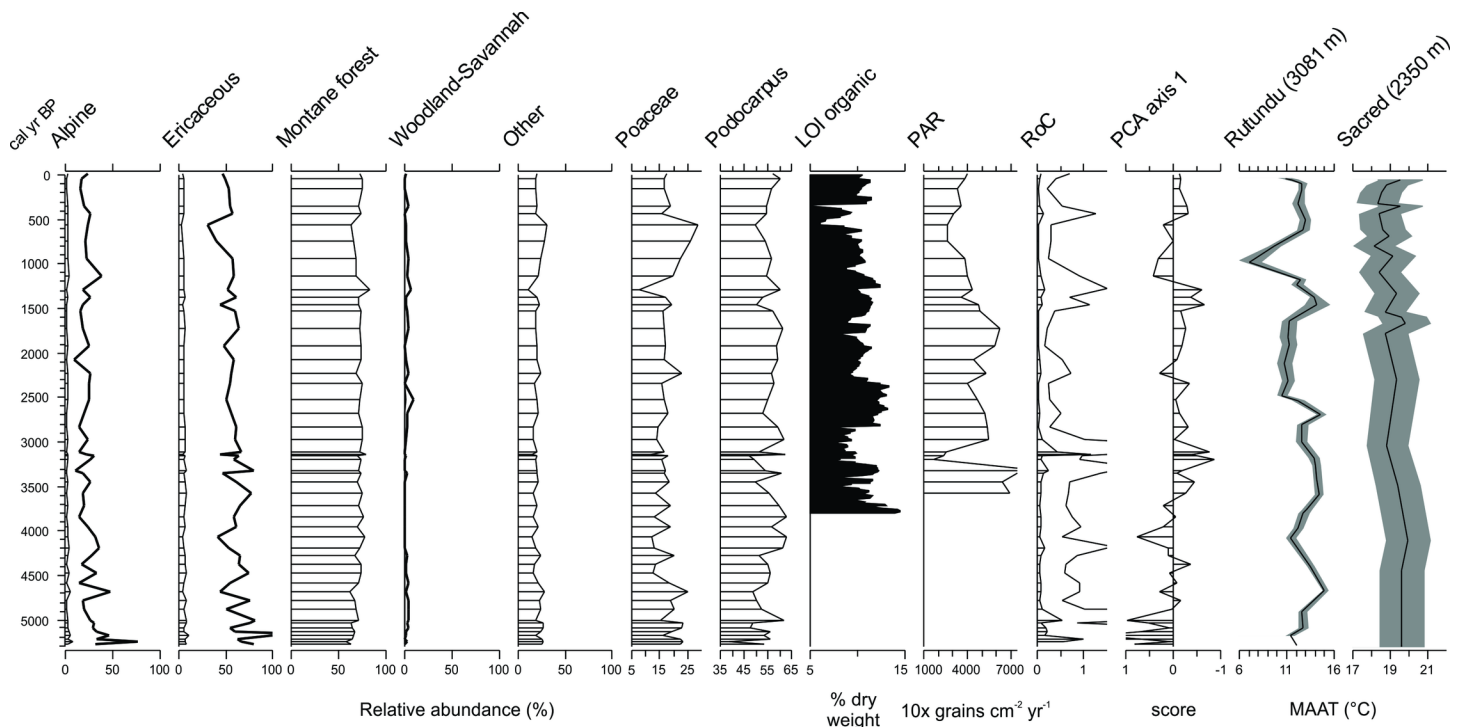 cal yr BP
Alpine
Ericaceous
Montane forest
Woodland-Savannah
Other
Poaceae
Podocarpus
LOI organic
PAR
RoC
PCA axis 1
Rutundu (3081 m)
Sacred (2350 m)
0
500
1000
1500
2000
2500
3000
3500
4000
4500
5000
0 50 100 0 50 100 0 50 100 0 50 100 0 50 100 5 15 25 35 45 55 65 5 15 1000 4000 7000 0 1 1 0 -1 6 11 16 17 19 21
Relative abundance (%)
% dry
weight
10x grains cm⁻² yr⁻¹
score
MAAT (°C)